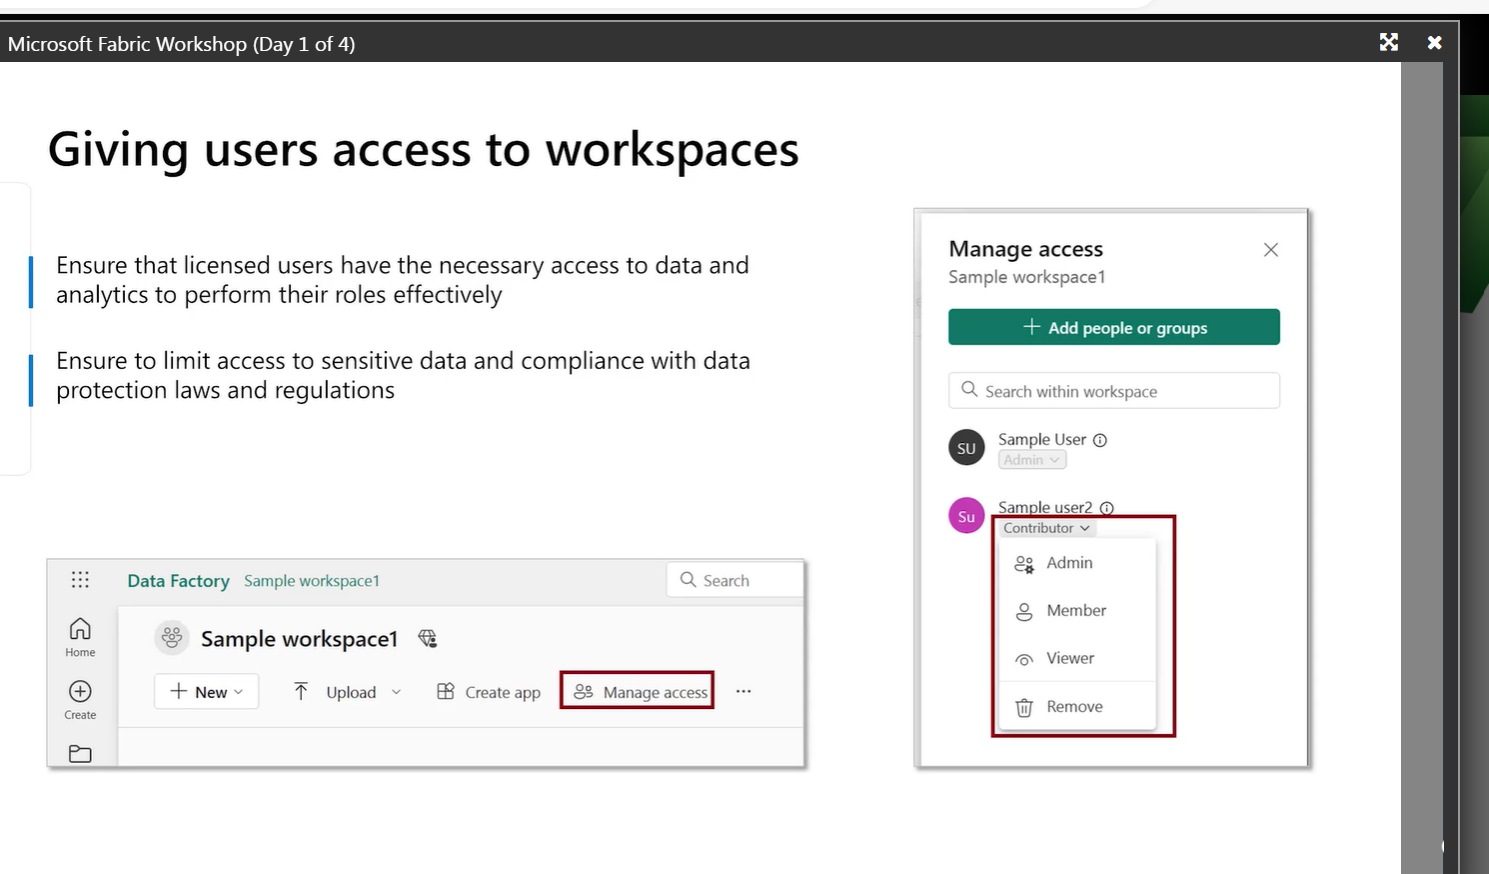 Microsoft Fabric Workshop (Day 1 of 4)
Giving users access to workspaces
Ensure that licensed users have the necessary access to data and
analytics to perform their roles effectively
Ensure to limit access to sensitive data and compliance with data
protection laws and regulations
Data Factory Sample workspace1
Search
Home
Sample workspace1
New
Upload
Create app
Manage access
Create
Manage access
Sample workspace1
Add people or groups
Search within workspace
SU
Sample User
Admin
Su
Sample user2
Contributor
Admin
Member
Viewer
Remove